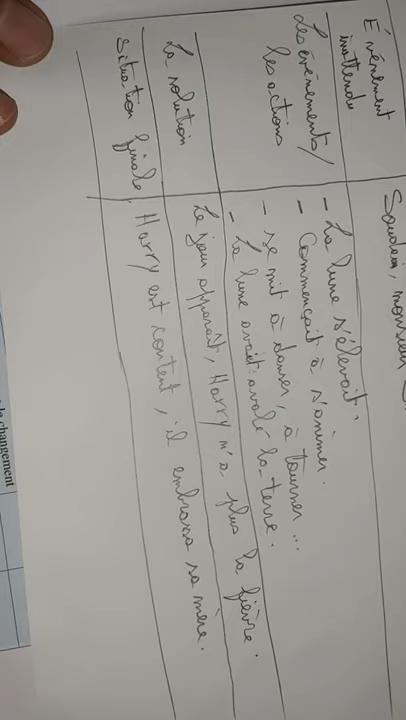 Événement
inattendu
Soudain, monsieur
Les événements/
les actions
- La lune s'élevait.
- Commençait à s'animer.
- se mit à danser, à tourner...
- La lune avait avalé la terre.
La solution
Le jour apparaît, Harry n'a plus la fièvre.
Situation finale
Harry est content, il embrassa sa mère.
le changement